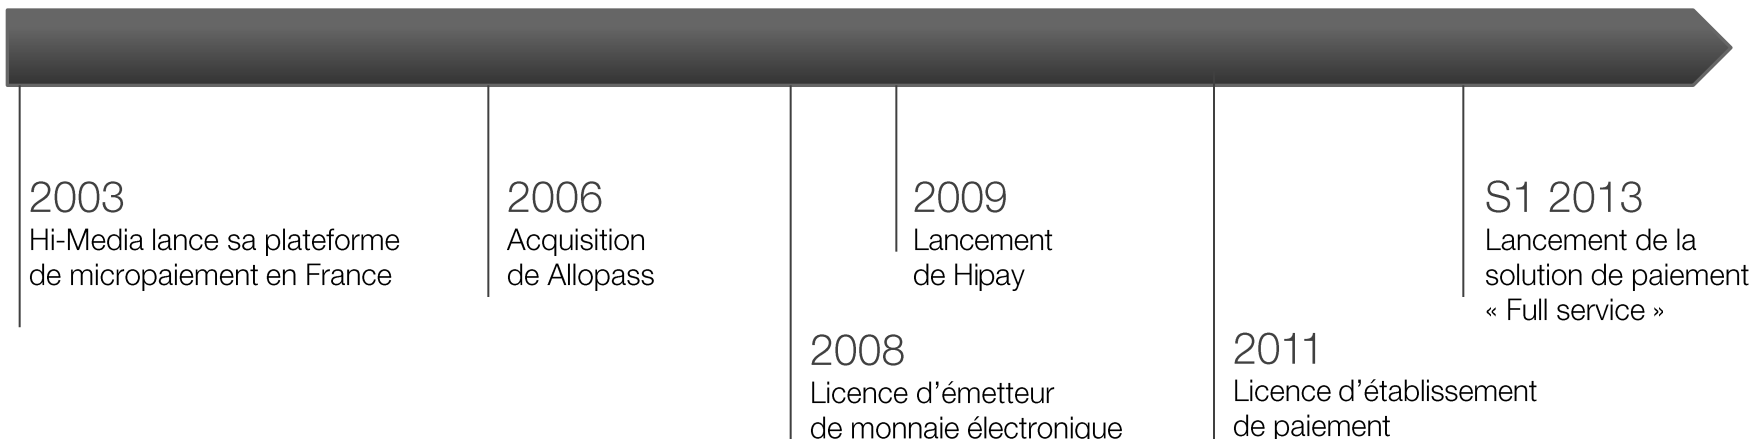 2003
Hi-Media lance sa plateforme
de micropaiement en France
2006
Acquisition
de Allopass
2008
Licence d’émetteur
de monnaie électronique
2009
Lancement
de Hipay
2011
Licence d’établissement
de paiement
S1 2013
Lancement de la
solution de paiement
« Full service »